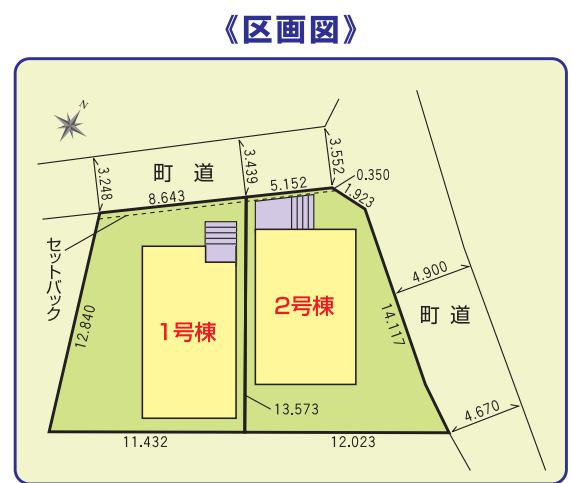 《区画図》
N
町 道
3.248
8.643
3.439
5.152
3.552
0.350
1.923
セットバック
12.840
1号棟
2号棟
4.900
町 道
14.117
13.573
4.670
11.432
12.023